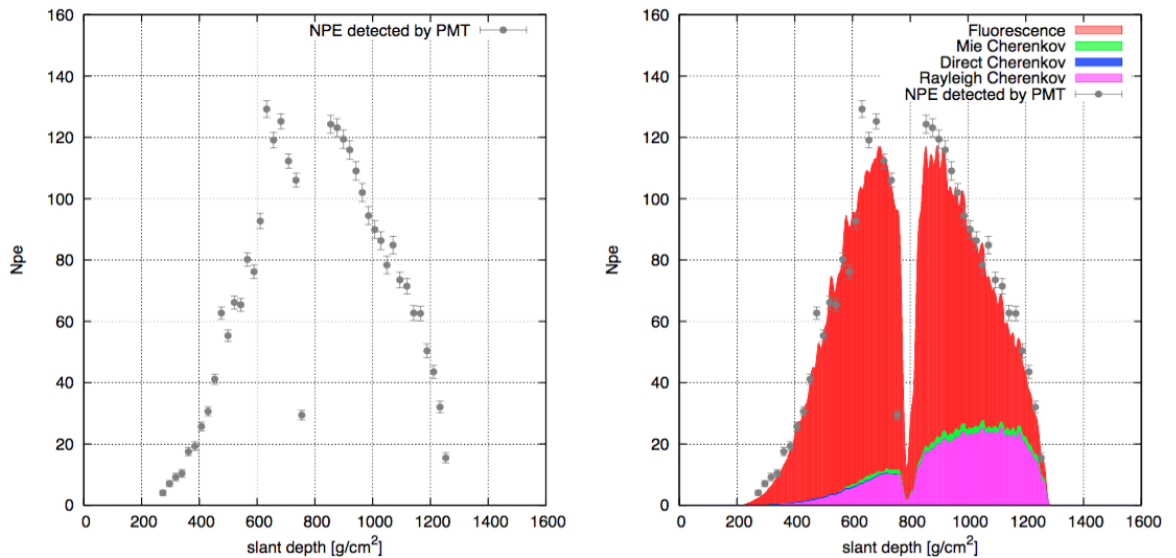 160
140
120
100
80
60
40
20
0
Npe
NPE detected by PMT
0 200 400 600 800 1000 1200 1400 1600
slant depth [g/cm²]
160
140
120
100
80
60
40
20
0
Npe
Fluorescence
Mie Cherenkov
Direct Cherenkov
Rayleigh Cherenkov
NPE detected by PMT
0 200 400 600 800 1000 1200 1400 1600
slant depth [g/cm²]